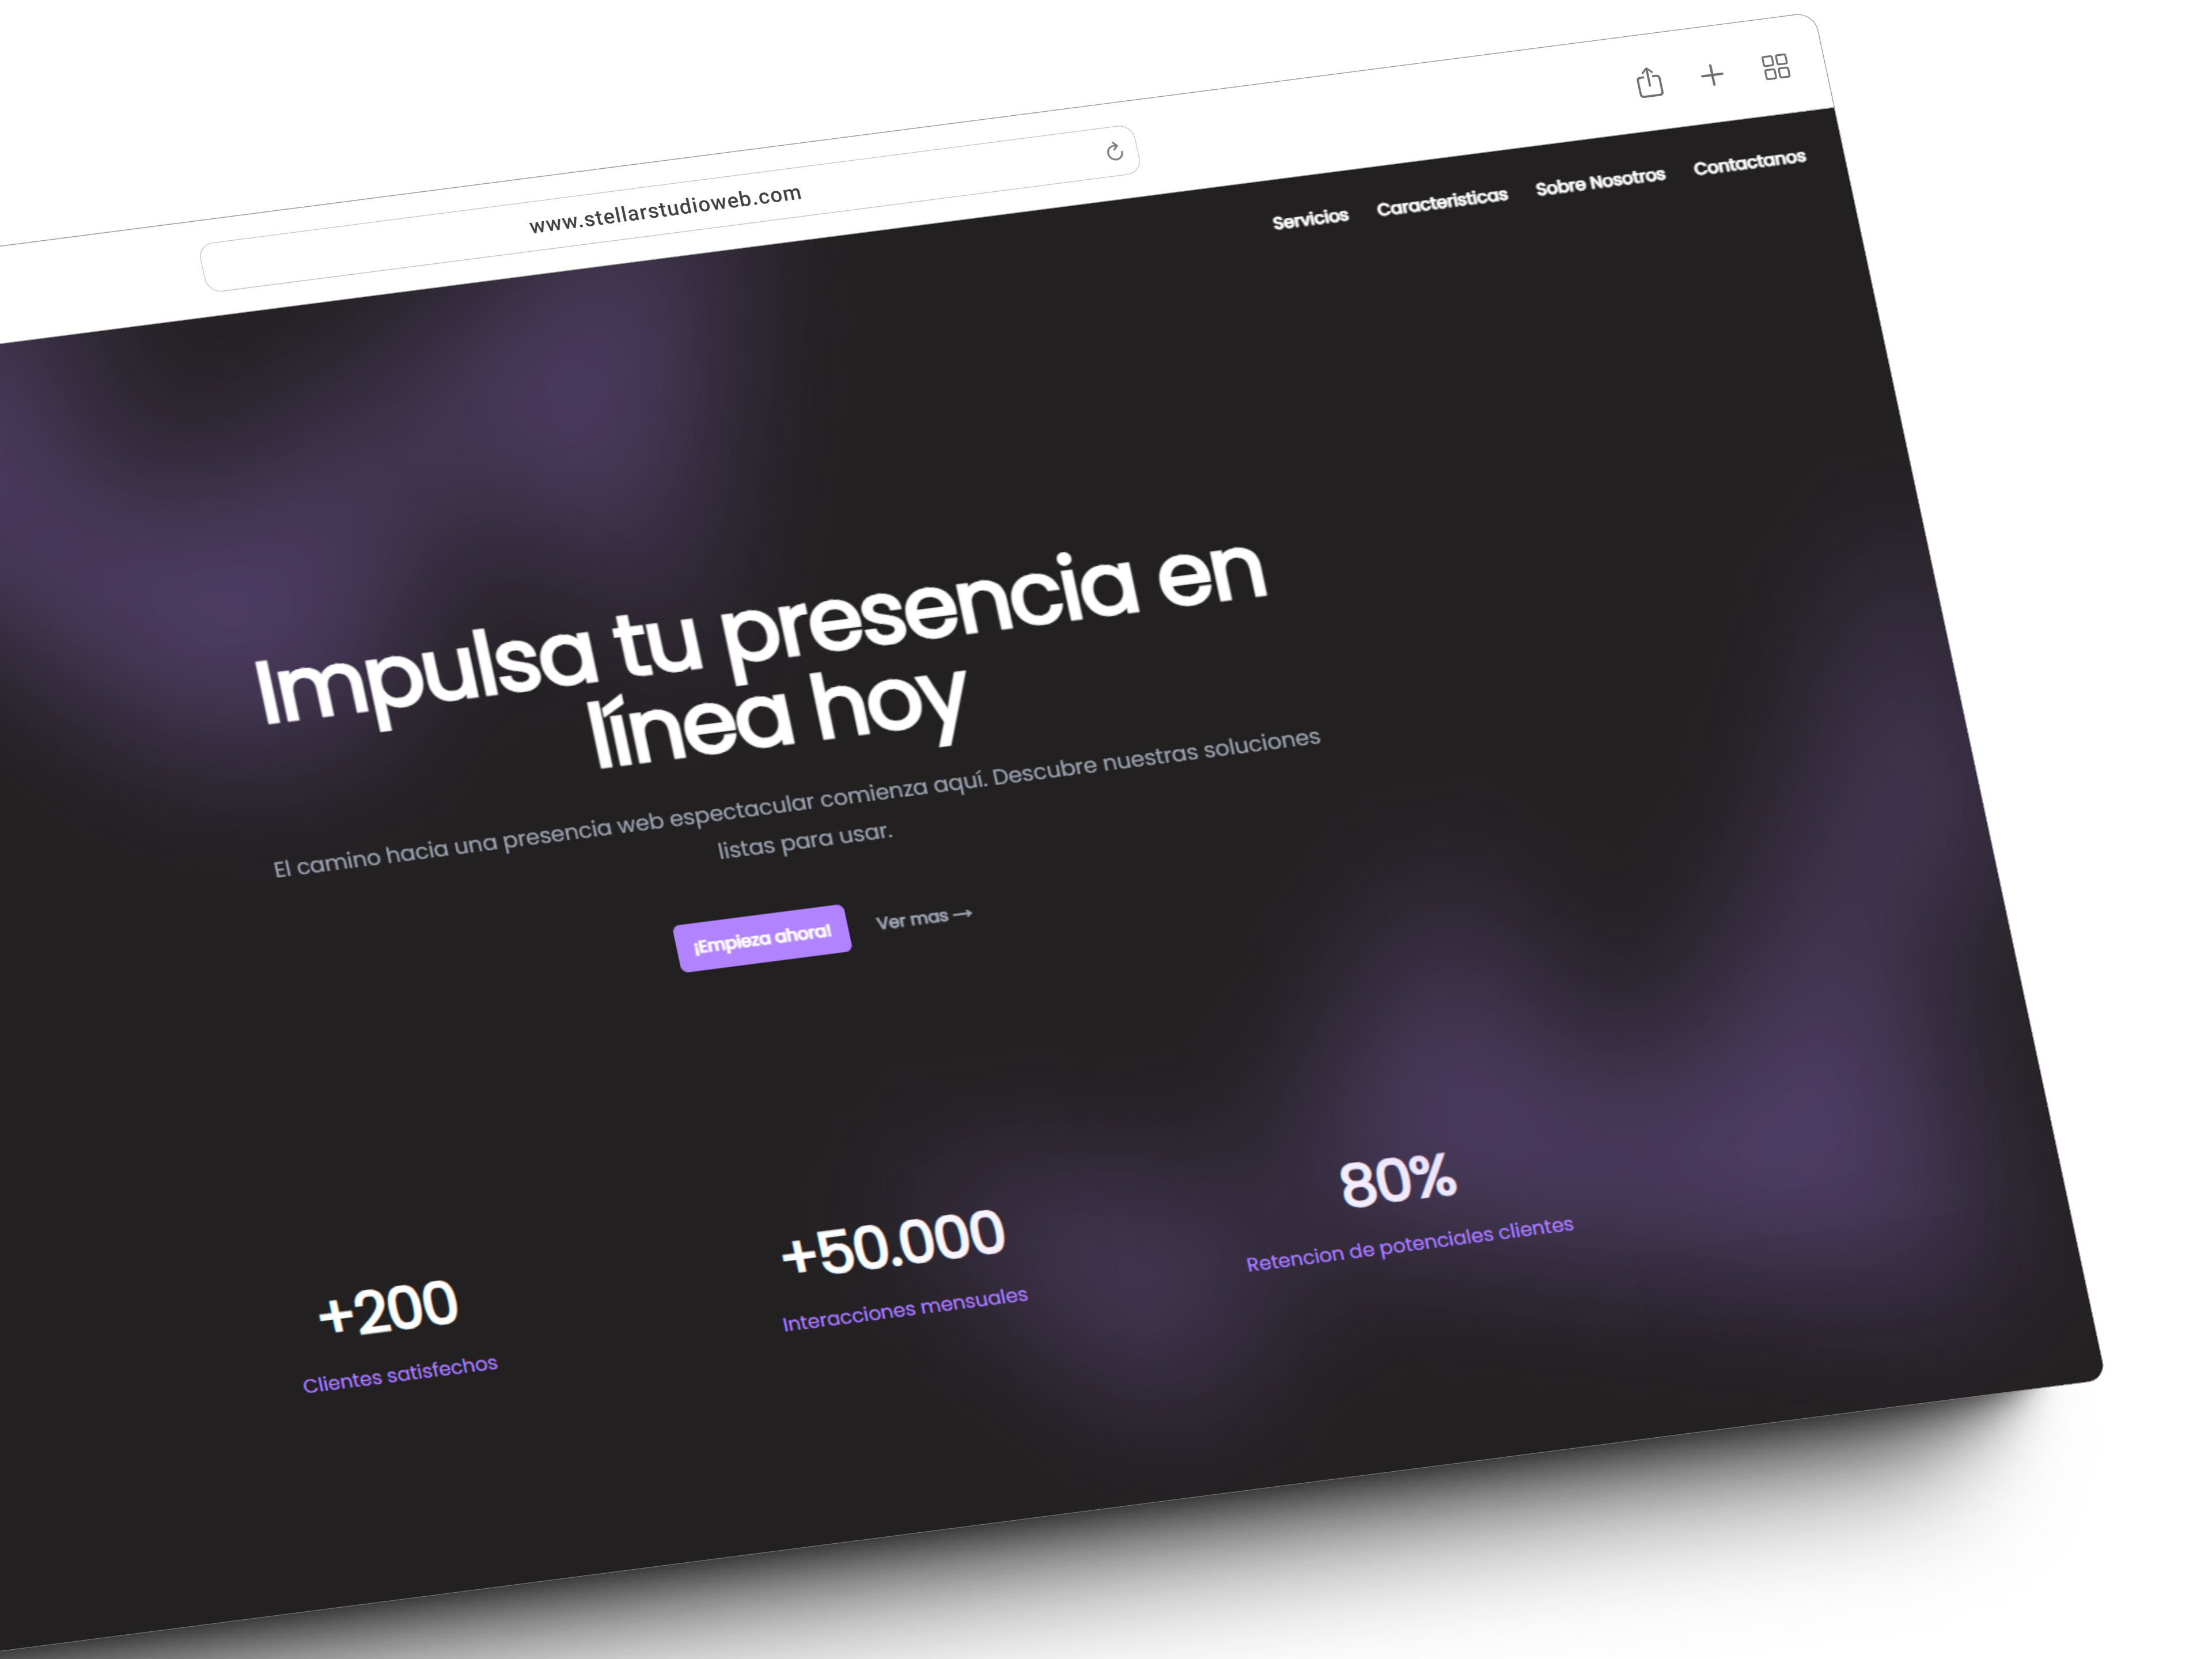 www.stellarstudioweb.com
Servicios Caracteristicas Sobre Nosotros Contactanos
Impulsa tu presencia en
línea hoy
El camino hacia una presencia web espectacular comienza aquí. Descubre nuestras soluciones
listas para usar.
¡Empieza ahora! Ver mas →
+200
Clientes satisfechos
+50.000
Interacciones mensuales
80%
Retencion de potenciales clientes